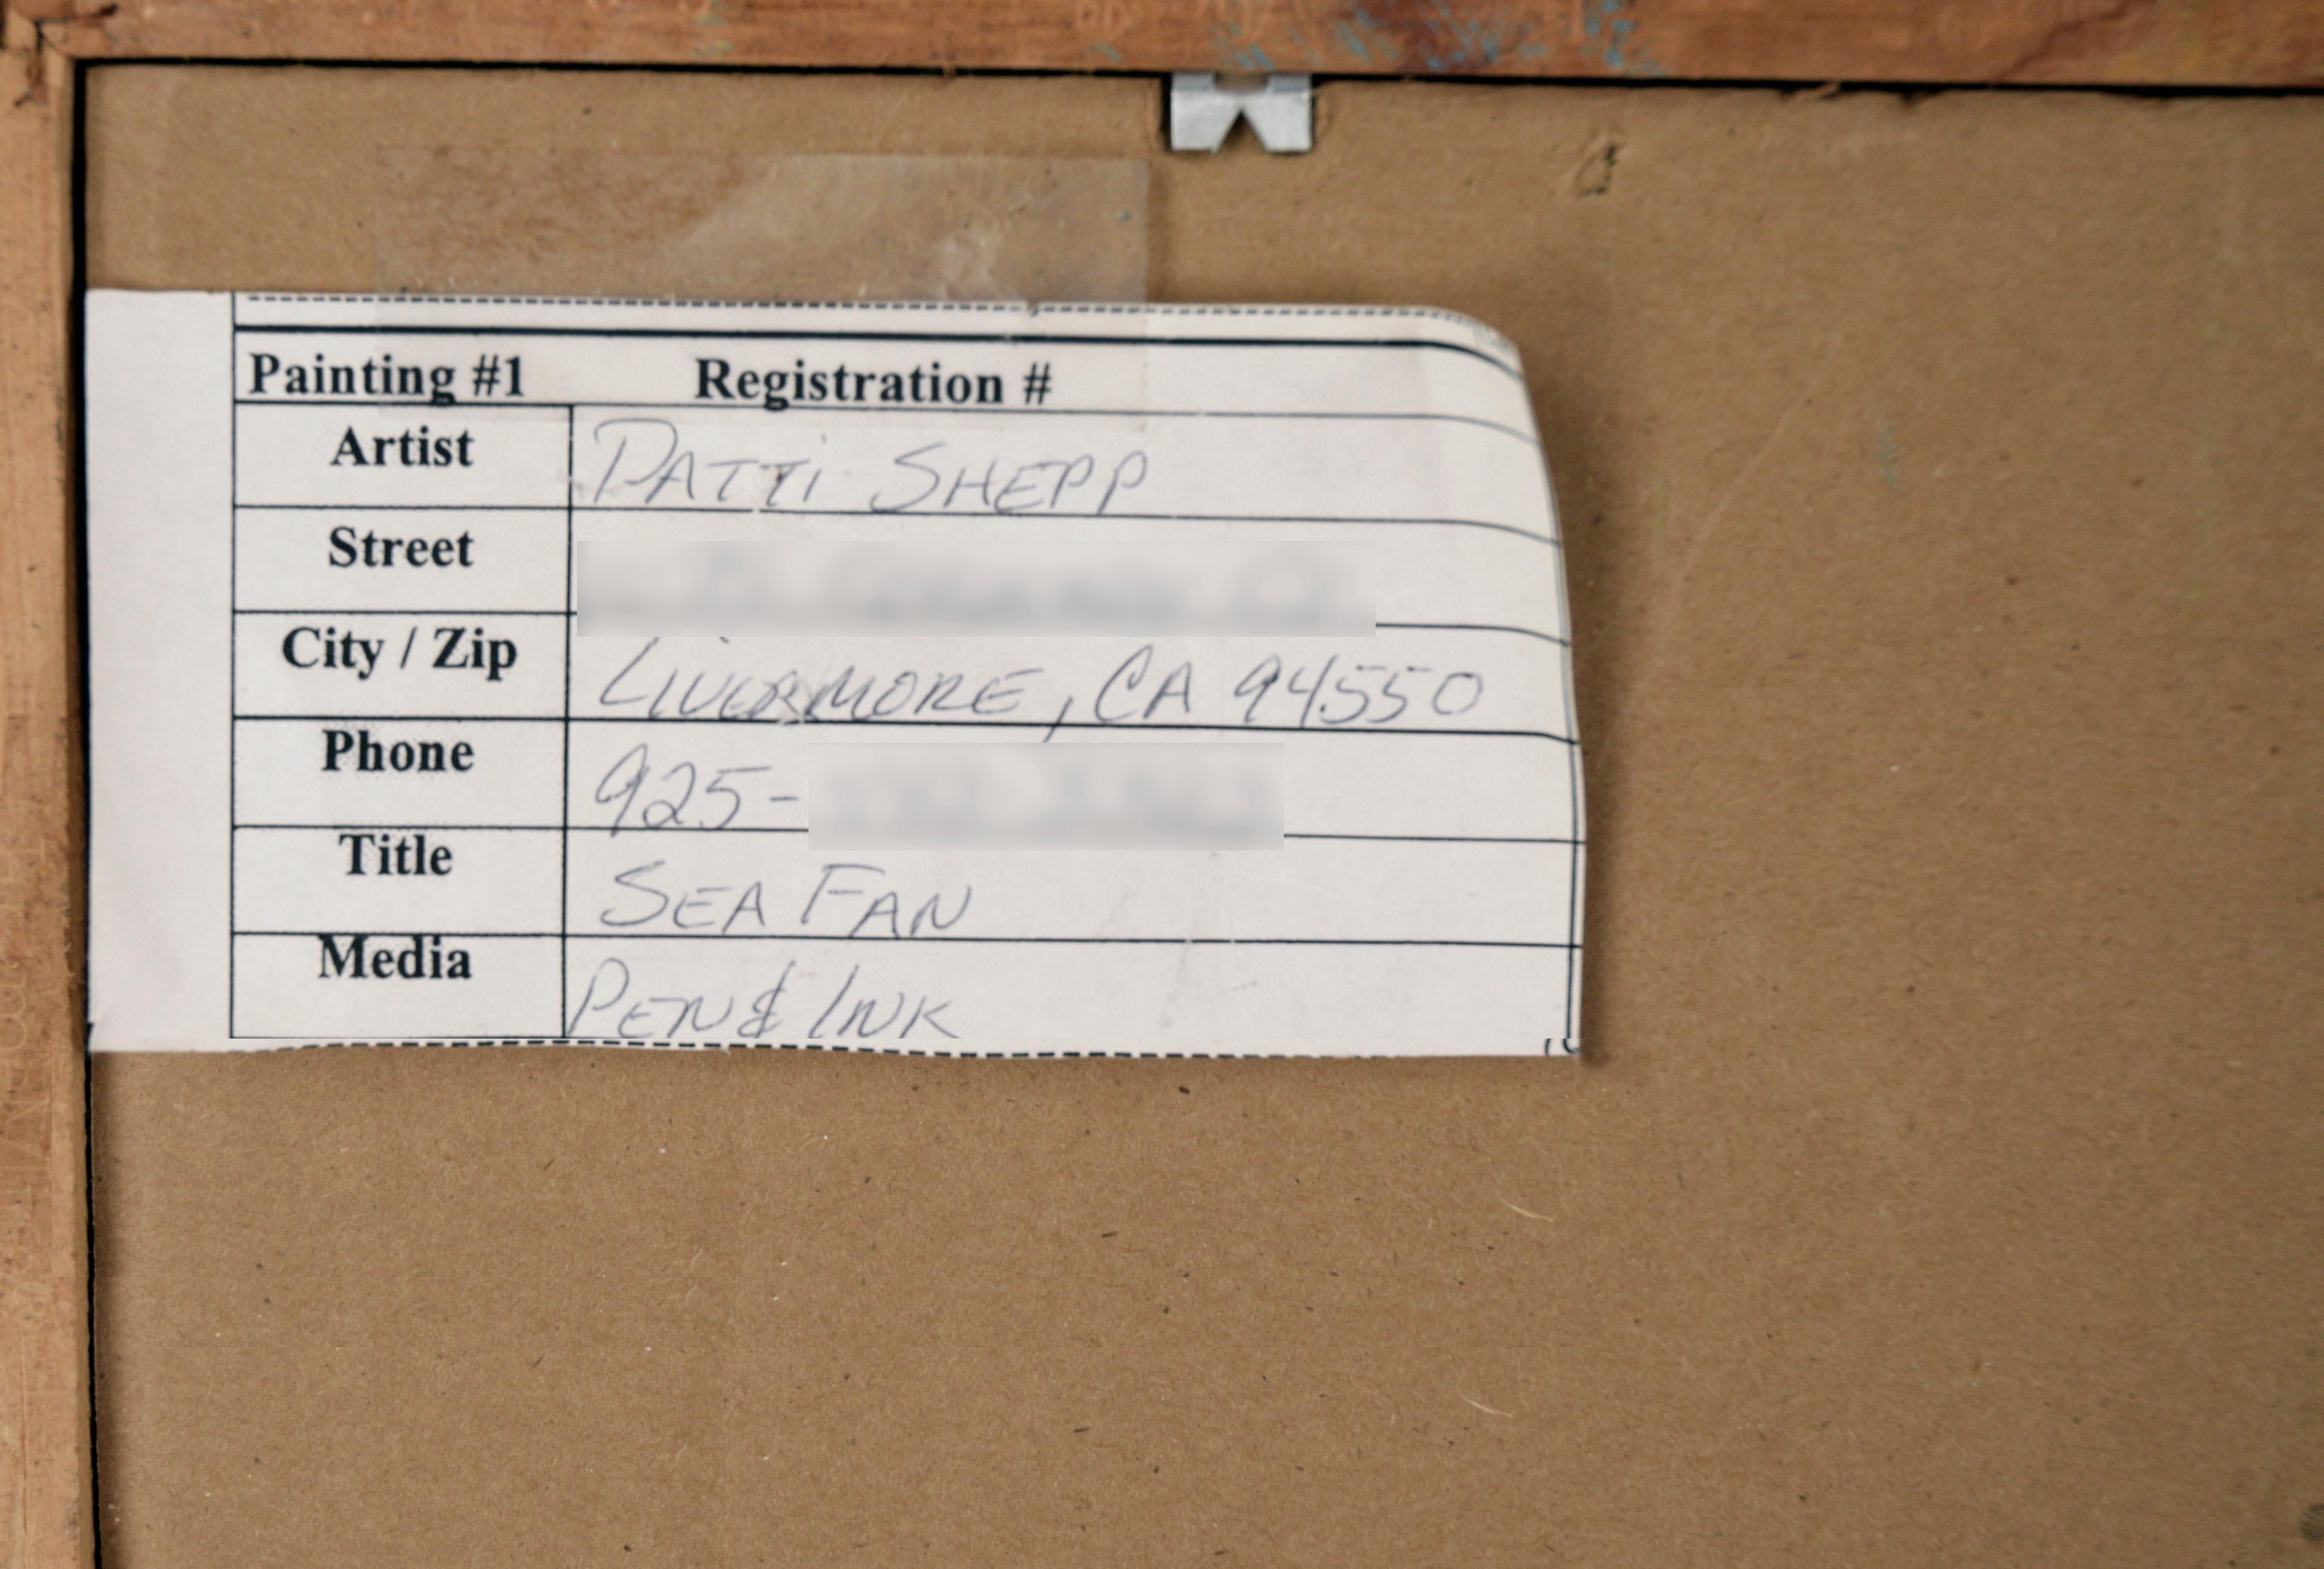 Painting #1 Registration #
Artist PATTi SHEPP
Street
City / Zip LIVERMORE, CA 94550
Phone 925-
Title SEA FAN
Media PEN & INK